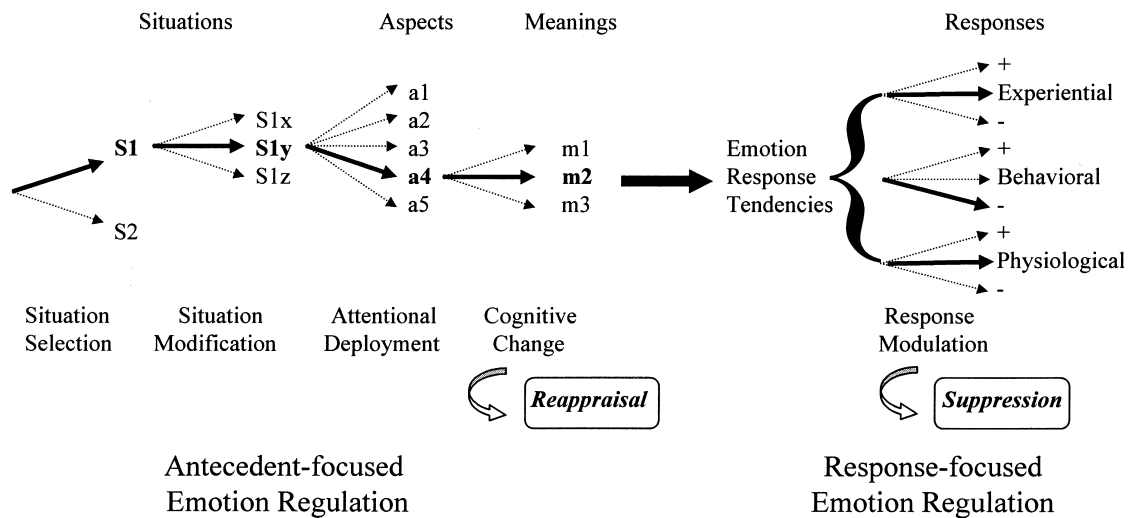 Situations Aspects Meanings Responses
+
a1
Experiential
S1x
a2
-
S1
S1y
a3
m1
Emotion
+
a4
m2
Response
Behavioral
S1z
a5
m3
Tendencies
-
S2
+
Physiological
-
Situation
Selection
Situation
Modification
Attentional
Deployment
Cognitive
Change
Response
Modulation
Reappraisal
Suppression
Antecedent-focused
Emotion Regulation
Response-focused
Emotion Regulation